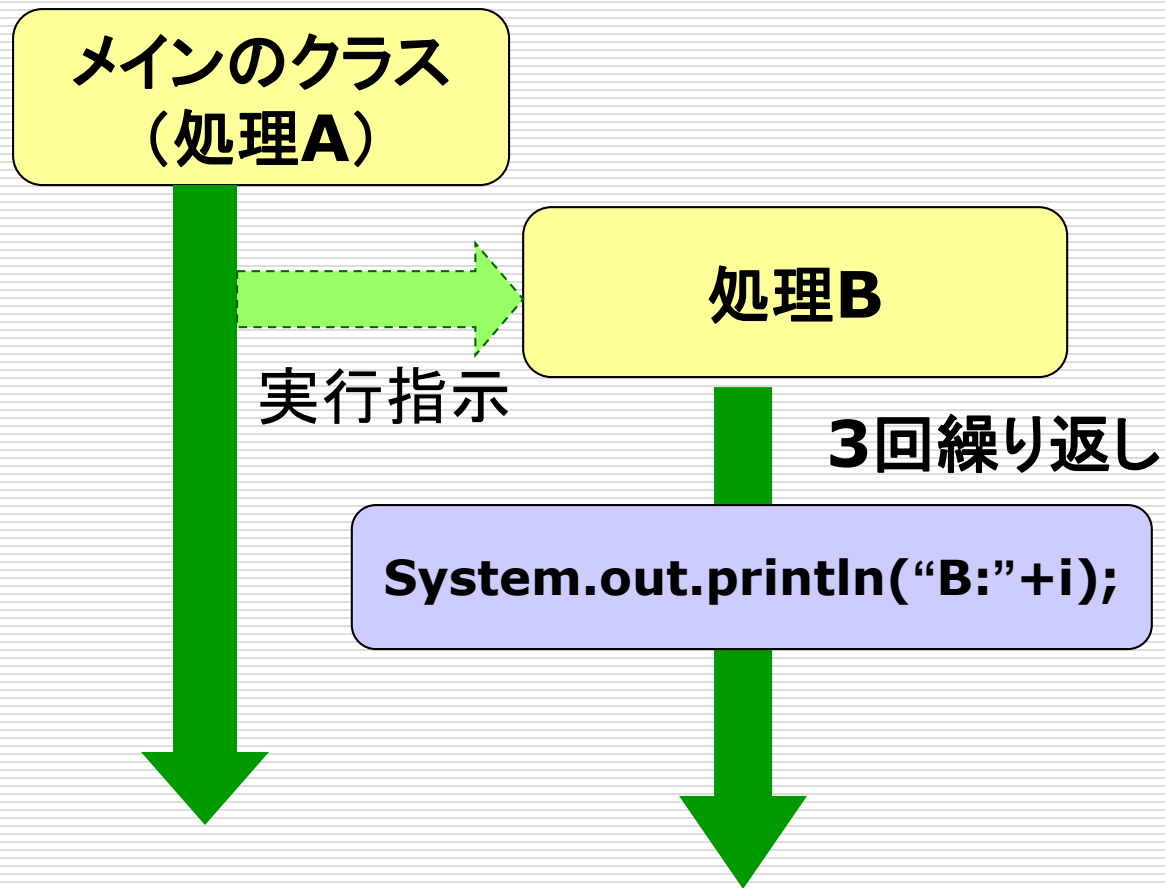 メインのクラス
（処理A）
処理B
実行指示
3回繰り返し
System.out.println(“B:”+i);